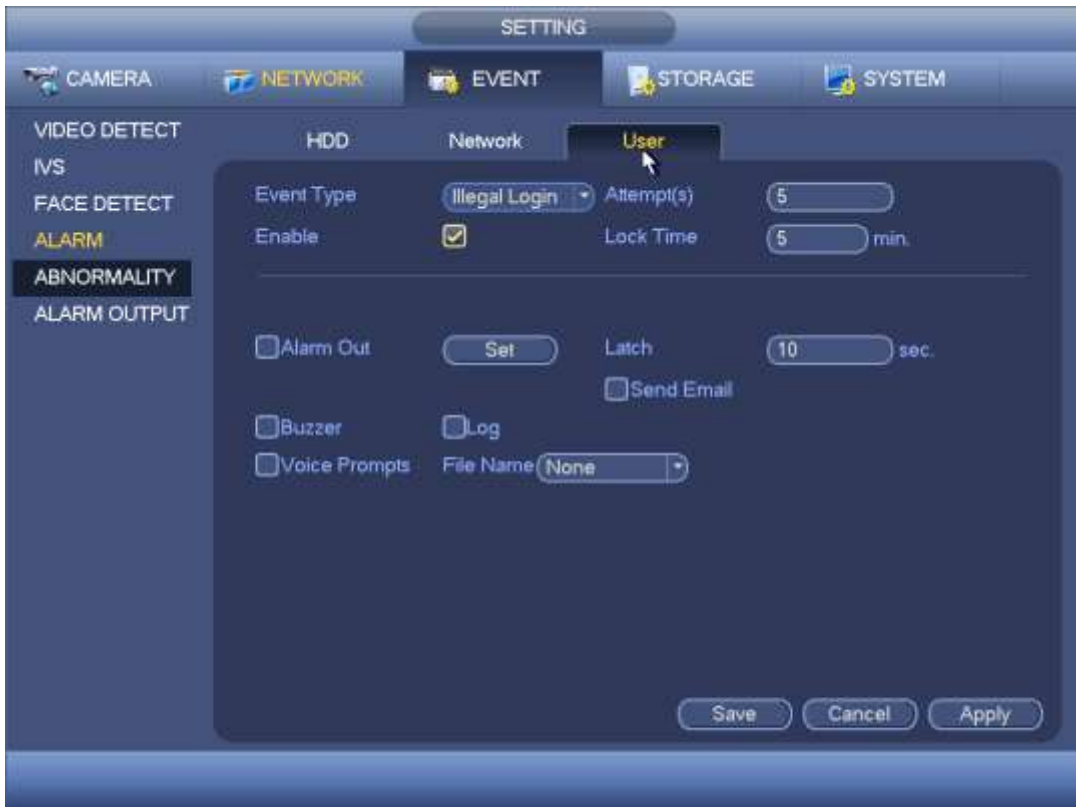 SETTING
CAMERA NETWORK EVENT STORAGE SYSTEM
VIDEO DETECT
IVS
FACE DETECT
ALARM
ABNORMALITY
ALARM OUTPUT
HDD Network User
Event Type Illegal Login Attempt(s) 5
Enable Lock Time 5 min.
Alarm Out Set Latch 10 sec.
Send Email
Buzzer Log
Voice Prompts File Name None
Save Cancel Apply